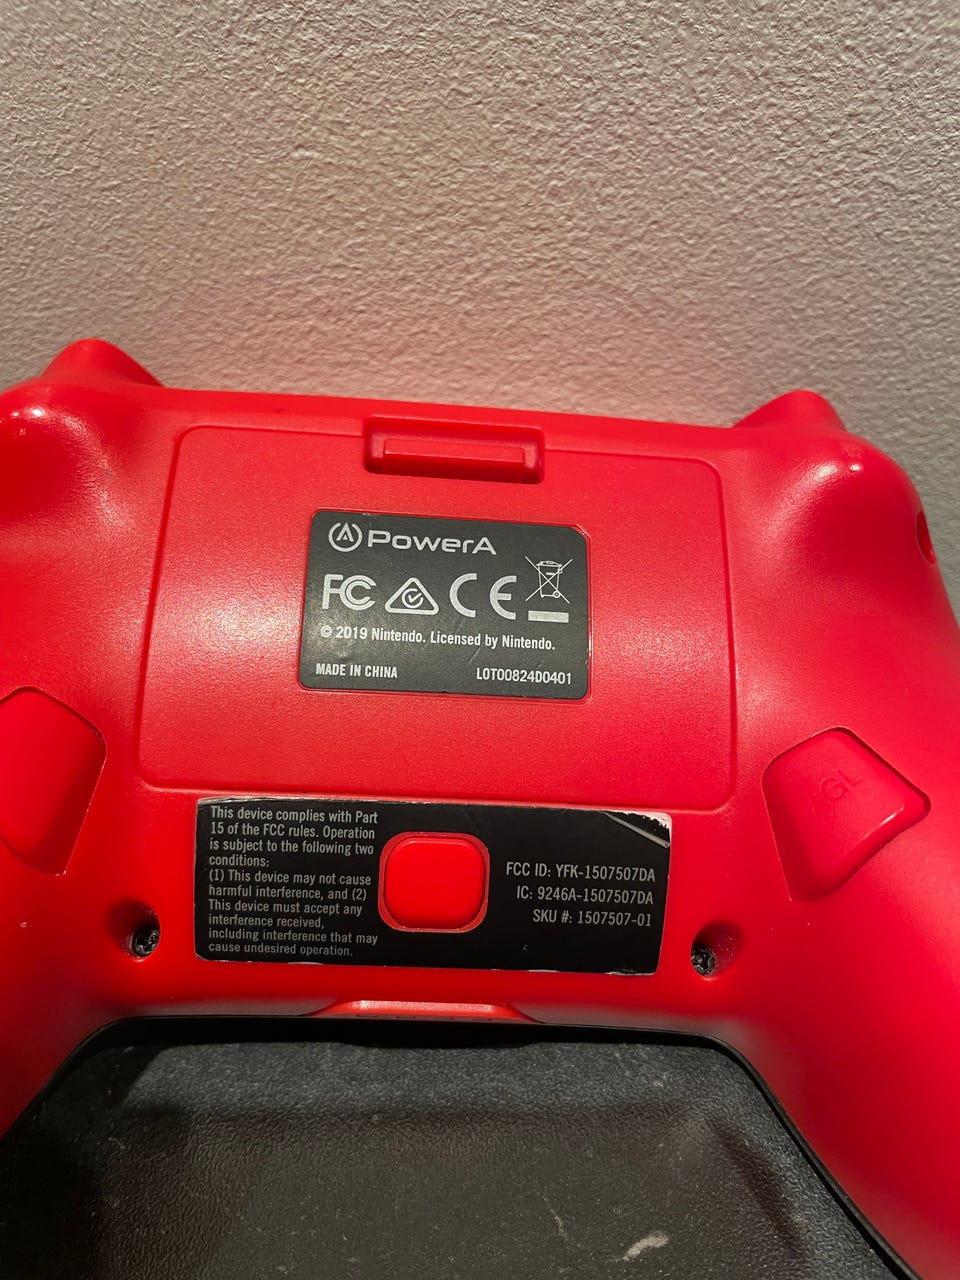 PowerA
FC CE
© 2019 Nintendo. Licensed by Nintendo.
MADE IN CHINA LOT00824D0401
AGL
This device complies with Part
15 of the FCC rules. Operation
is subject to the following two
conditions:
(1) This device may not cause
harmful interference, and (2)
This device must accept any
interference received,
including interference that may
cause undesired operation.
FCC ID: YFK-1507507DA
IC: 9246A-1507507DA
SKU #: 1507507-01